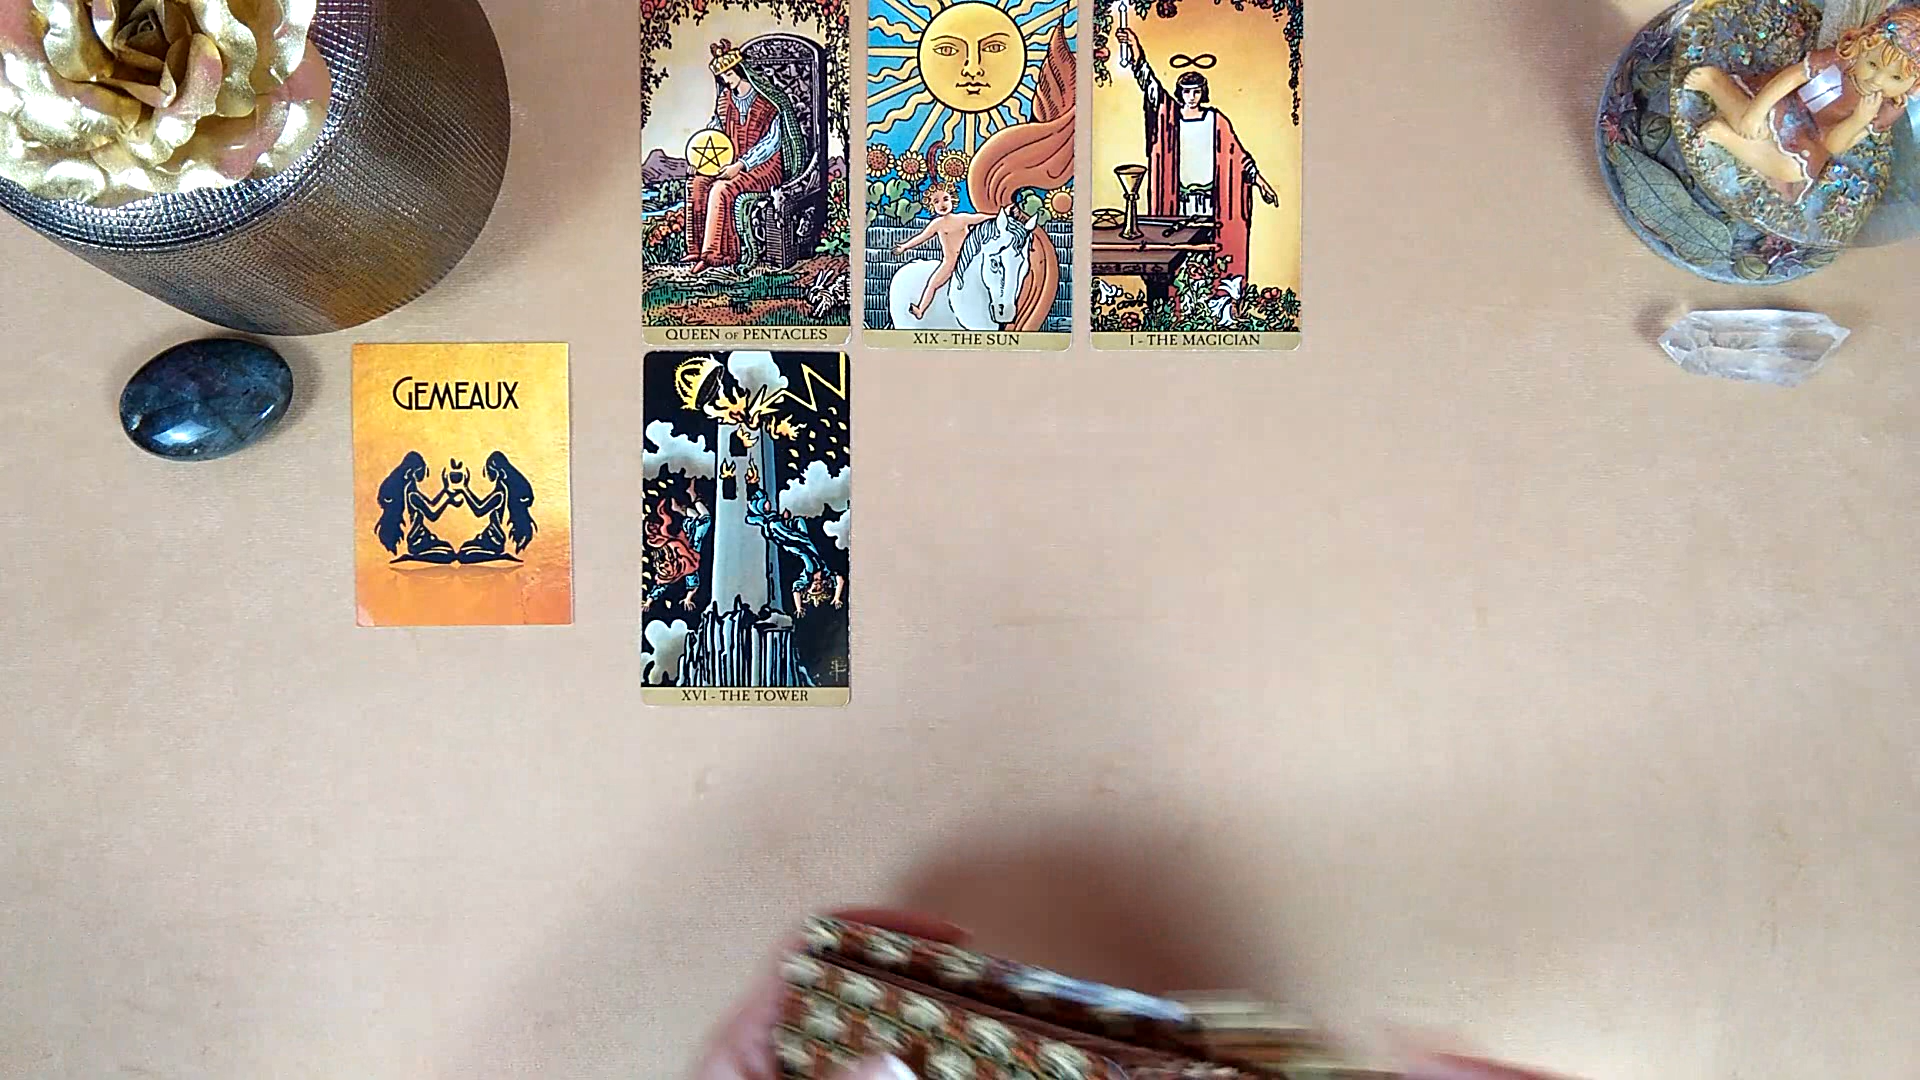 QUEEN OF PENTACLES
XIX - THE SUN
I - THE MAGICIAN
GEMEAUX
XVI - THE TOWER